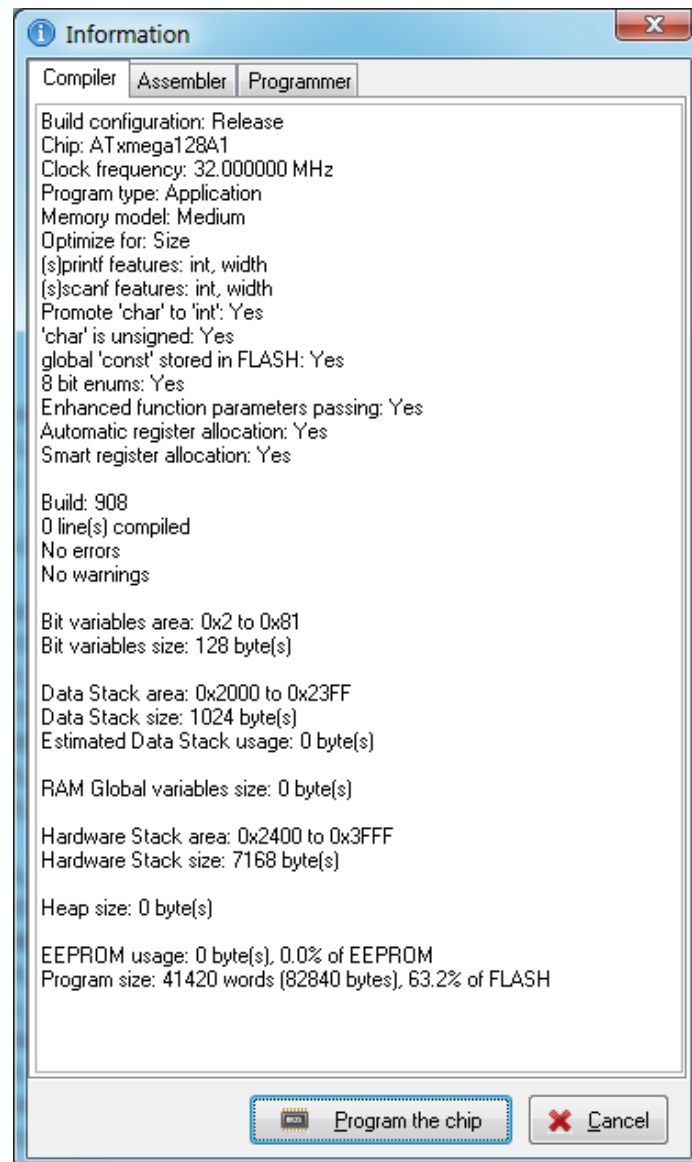 Information
Compiler
Assembler
Programmer
Build configuration: Release
Chip: ATxmega128A1
Clock frequency: 32.000000 MHz
Program type: Application
Memory model: Medium
Optimize for: Size
(s)printf features: int, width
(s)scanf features: int, width
Promote 'char' to 'int': Yes
'char' is unsigned: Yes
global 'const' stored in FLASH: Yes
8 bit enums: Yes
Enhanced function parameters passing: Yes
Automatic register allocation: Yes
Smart register allocation: Yes
Build: 908
0 line(s) compiled
No errors
No warnings
Bit variables area: 0x2 to 0x81
Bit variables size: 128 byte(s)
Data Stack area: 0x2000 to 0x23FF
Data Stack size: 1024 byte(s)
Estimated Data Stack usage: 0 byte(s)
RAM Global variables size: 0 byte(s)
Hardware Stack area: 0x2400 to 0x3FFF
Hardware Stack size: 7168 byte(s)
Heap size: 0 byte(s)
EEPROM usage: 0 byte(s), 0.0% of EEPROM
Program size: 41420 words (82840 bytes), 63.2% of FLASH
Program the chip
Cancel